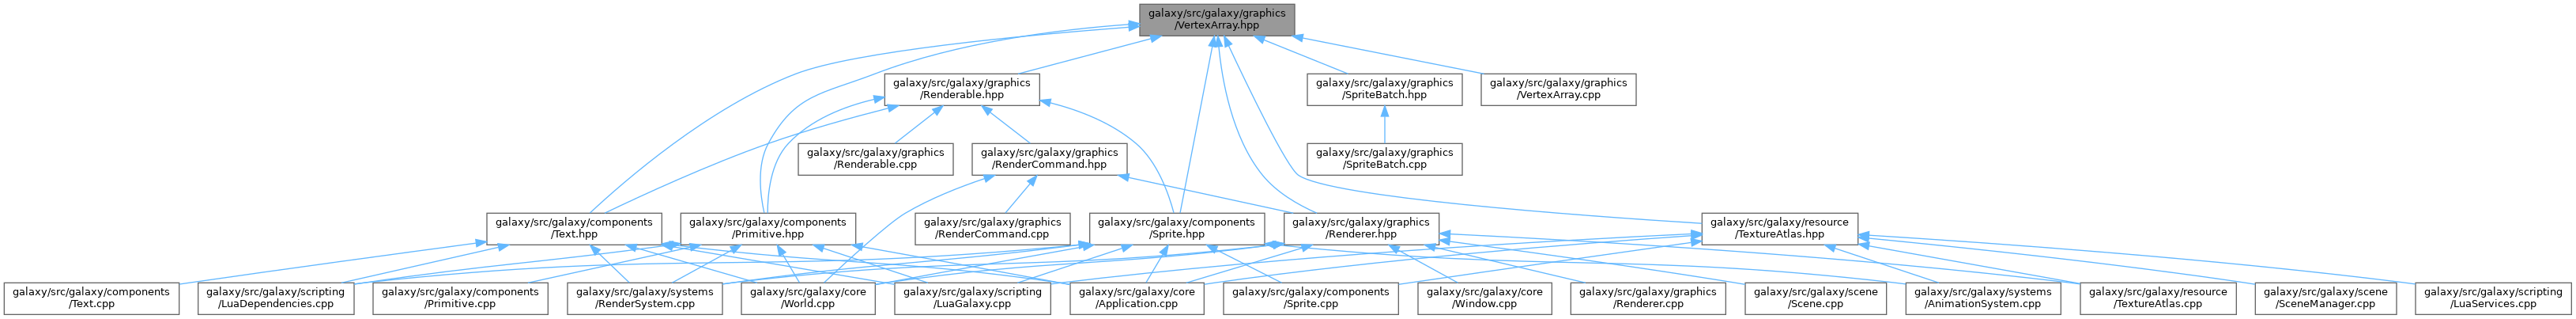 galaxy/src/galaxy/graphics
/VertexArray.hpp
galaxy/src/galaxy/graphics
/Renderable.hpp
galaxy/src/galaxy/graphics
/SpriteBatch.hpp
galaxy/src/galaxy/graphics
/VertexArray.cpp
galaxy/src/galaxy/graphics
/Renderable.cpp
galaxy/src/galaxy/graphics
/RenderCommand.hpp
galaxy/src/galaxy/graphics
/SpriteBatch.cpp
galaxy/src/galaxy/components
/Text.hpp
galaxy/src/galaxy/components
/Primitive.hpp
galaxy/src/galaxy/graphics
/RenderCommand.cpp
galaxy/src/galaxy/components
/Sprite.hpp
galaxy/src/galaxy/graphics
/Renderer.hpp
galaxy/src/galaxy/resource
/TextureAtlas.hpp
galaxy/src/galaxy/components
/Text.cpp
galaxy/src/galaxy/scripting
/LuaDependencies.cpp
galaxy/src/galaxy/components
/Primitive.cpp
galaxy/src/galaxy/systems
/RenderSystem.cpp
galaxy/src/galaxy/core
/World.cpp
galaxy/src/galaxy/scripting
/LuaGalaxy.cpp
galaxy/src/galaxy/core
/Application.cpp
galaxy/src/galaxy/components
/Sprite.cpp
galaxy/src/galaxy/core
/Window.cpp
galaxy/src/galaxy/graphics
/Renderer.cpp
galaxy/src/galaxy/scene
/Scene.cpp
galaxy/src/galaxy/systems
/AnimationSystem.cpp
galaxy/src/galaxy/resource
/TextureAtlas.cpp
galaxy/src/galaxy/scene
/SceneManager.cpp
galaxy/src/galaxy/scripting
/LuaServices.cpp